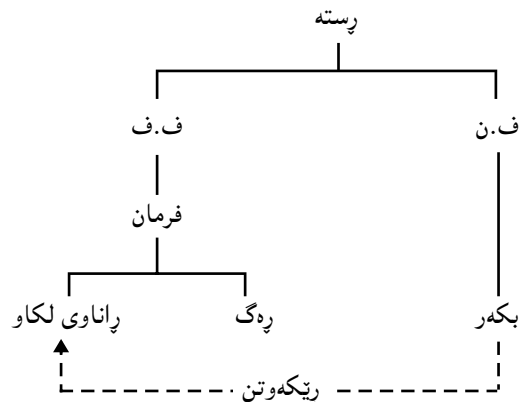 ڕستە
ف.ن
ف.ف
فرمان
بکەر
ڕەگ
ڕاناوی لکاو
ڕێکەوتن